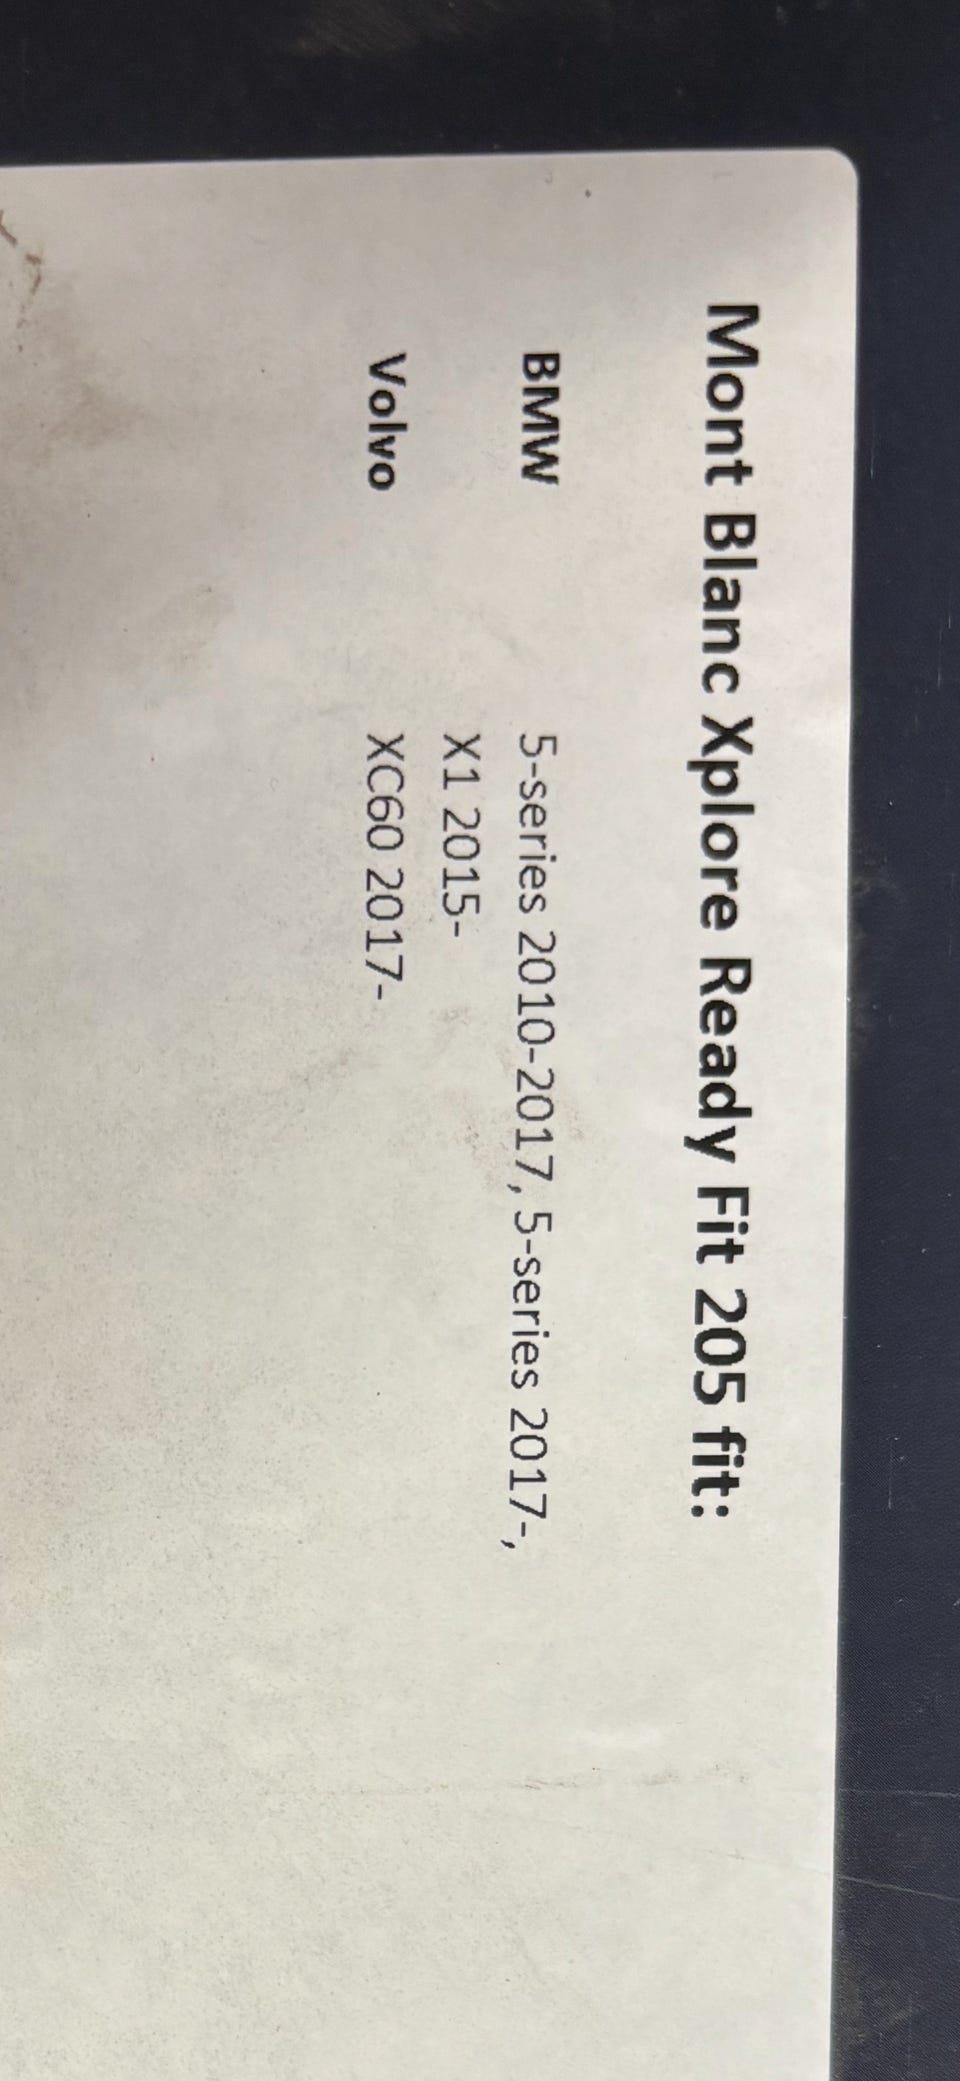 Mont Blanc Xplore Ready Fit 205 fit:
BMW 5-series 2010-2017, 5-series 2017-,
X1 2015-
Volvo XC60 2017-